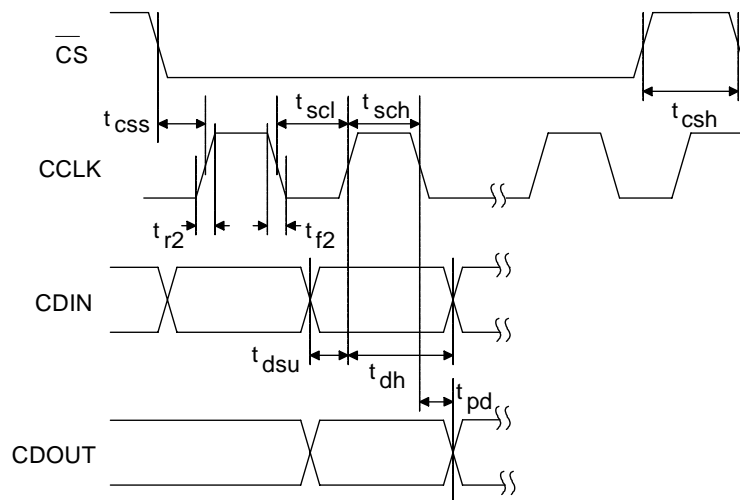 CS
t scl t sch
t css
t csh
CCLK
t r2 t f2
CDIN
t dsu
t dh
t pd
CDOUT